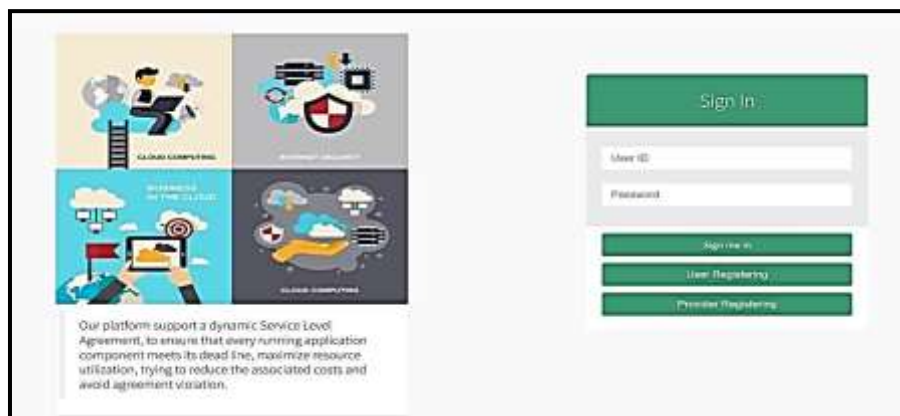 CLOUD COMPUTING
INTERNET SECURITY
BUSINESS
IN THE CLOUD
CLOUD COMPUTING
Our platform support a dynamic Service Level
Agreement, to ensure that every running application
component meets its dead line, maximize resource
utilization, trying to reduce the associated costs and
avoid agreement violation.
Sign In
User ID
Password
Sign me in
User Registering
Provider Registering